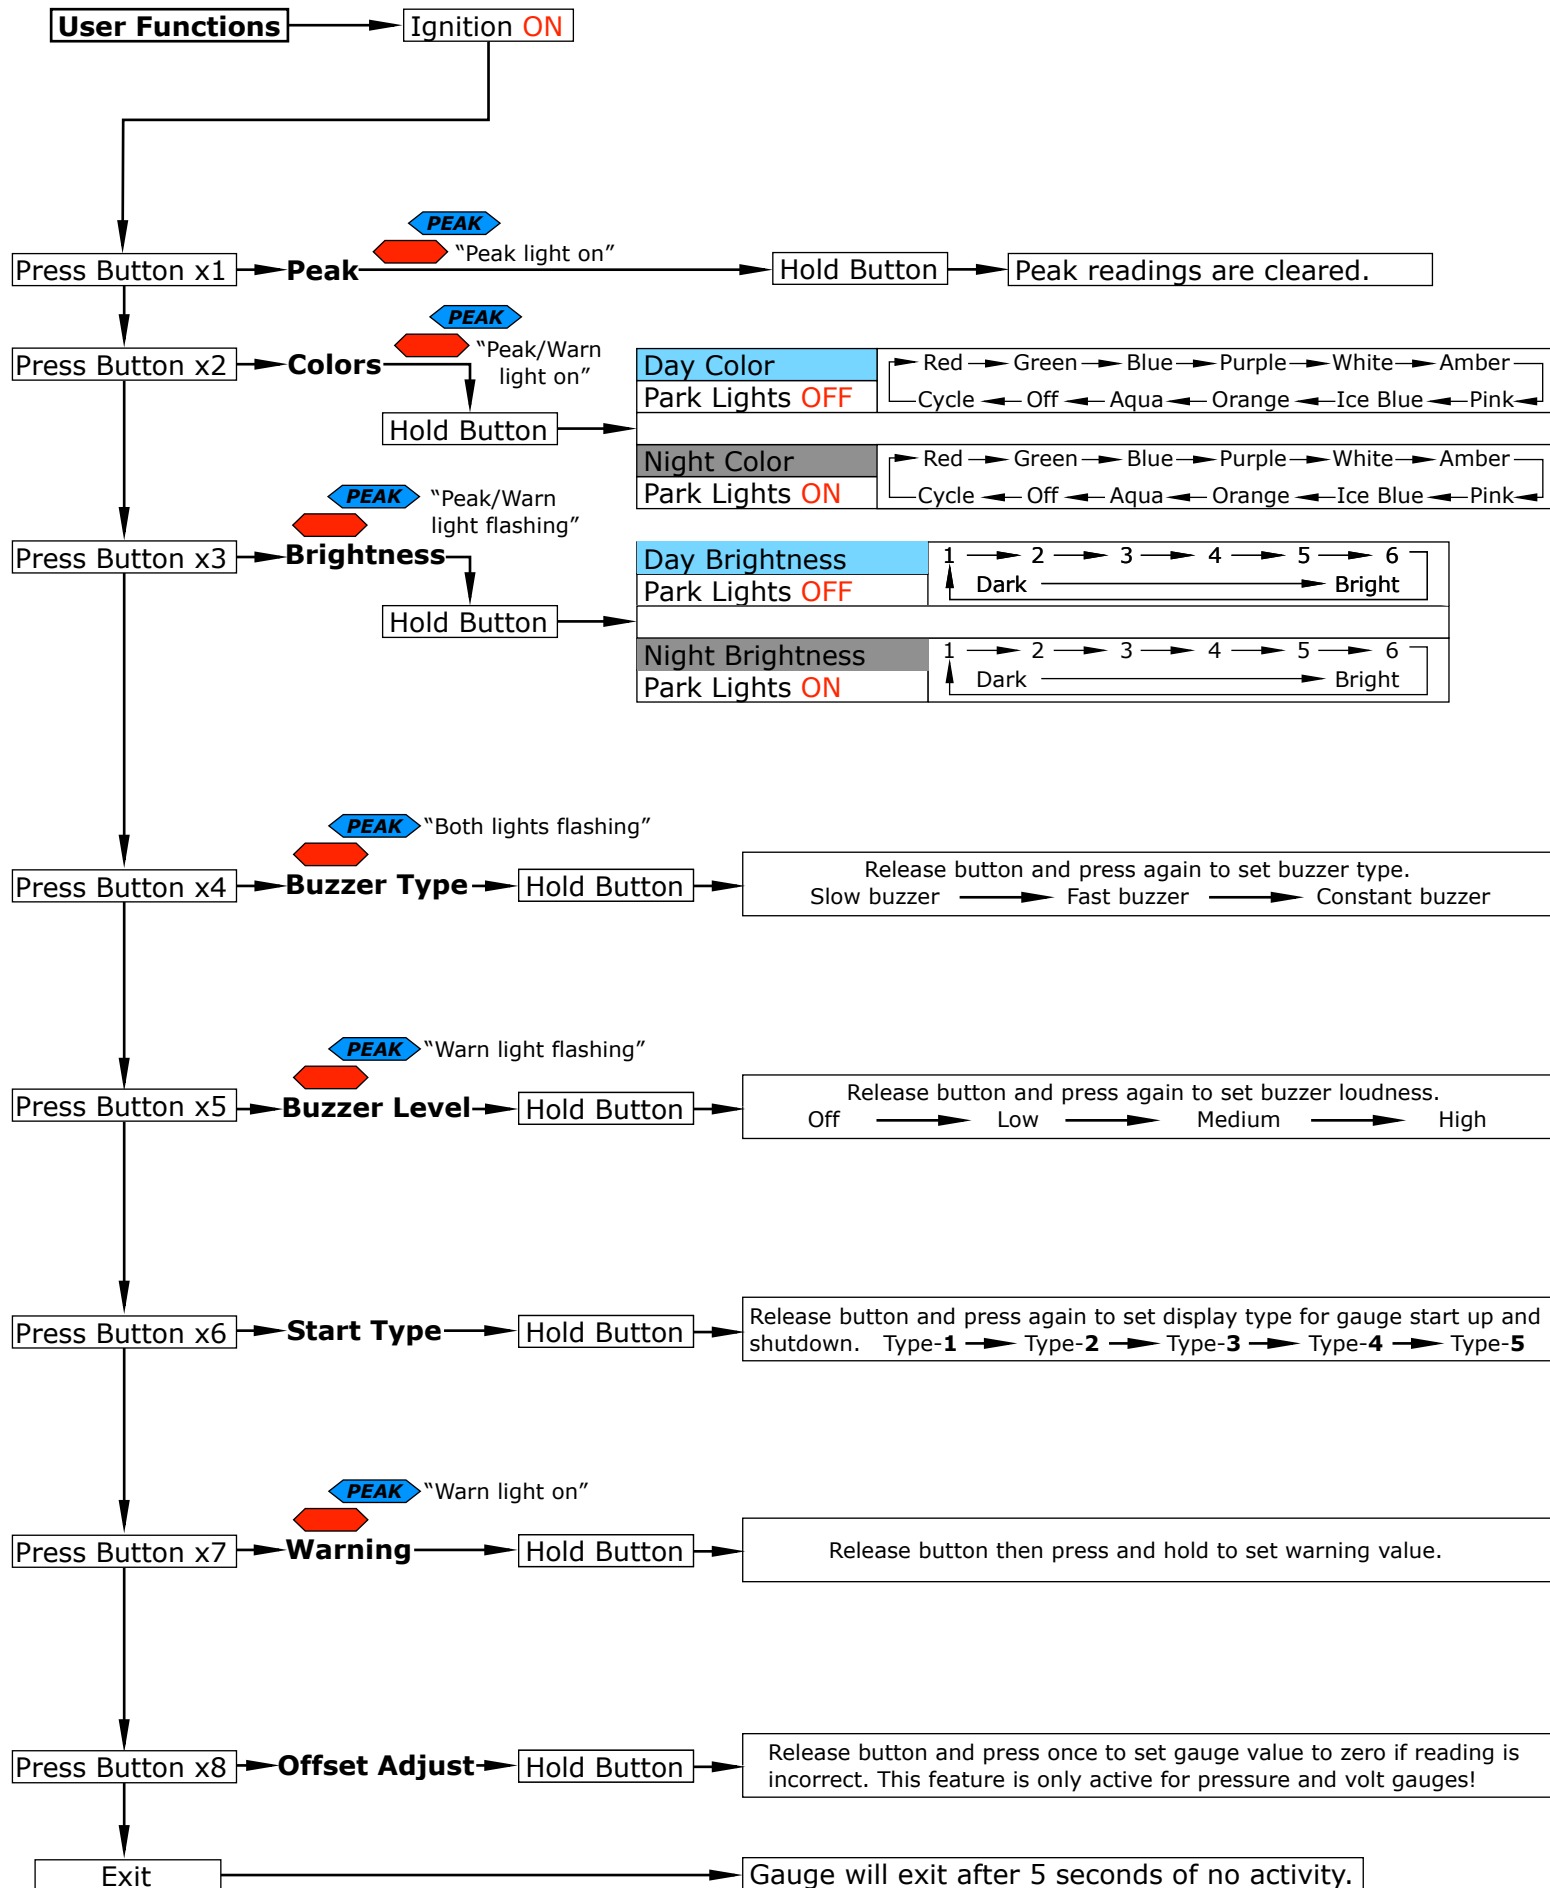 User Functions
Ignition ON
PEAK
"Peak light on"
Press Button x1
Peak
Hold Button
Peak readings are cleared.
PEAK
"Peak/Warn
light on"
Press Button x2
Colors
Hold Button
Day Color
Park Lights OFF
Red Green Blue Purple White Amber
Cycle Off Aqua Orange Ice Blue Pink
Night Color
Park Lights ON
Red Green Blue Purple White Amber
Cycle Off Aqua Orange Ice Blue Pink
PEAK
"Peak/Warn
light flashing"
Press Button x3
Brightness
Hold Button
Day Brightness
Park Lights OFF
1 2 3 4 5 6
Dark Bright
Night Brightness
Park Lights ON
1 2 3 4 5 6
Dark Bright
PEAK
"Both lights flashing"
Press Button x4
Buzzer Type
Hold Button
Release button and press again to set buzzer type.
Slow buzzer Fast buzzer Constant buzzer
PEAK
"Warn light flashing"
Press Button x5
Buzzer Level
Hold Button
Release button and press again to set buzzer loudness.
Off Low Medium High
Press Button x6
Start Type
Hold Button
Release button and press again to set display type for gauge start up and
shutdown. Type-1 Type-2 Type-3 Type-4 Type-5
PEAK
"Warn light on"
Press Button x7
Warning
Hold Button
Release button then press and hold to set warning value.
Press Button x8
Offset Adjust
Hold Button
Release button and press once to set gauge value to zero if reading is
incorrect. This feature is only active for pressure and volt gauges!
Exit
Gauge will exit after 5 seconds of no activity.